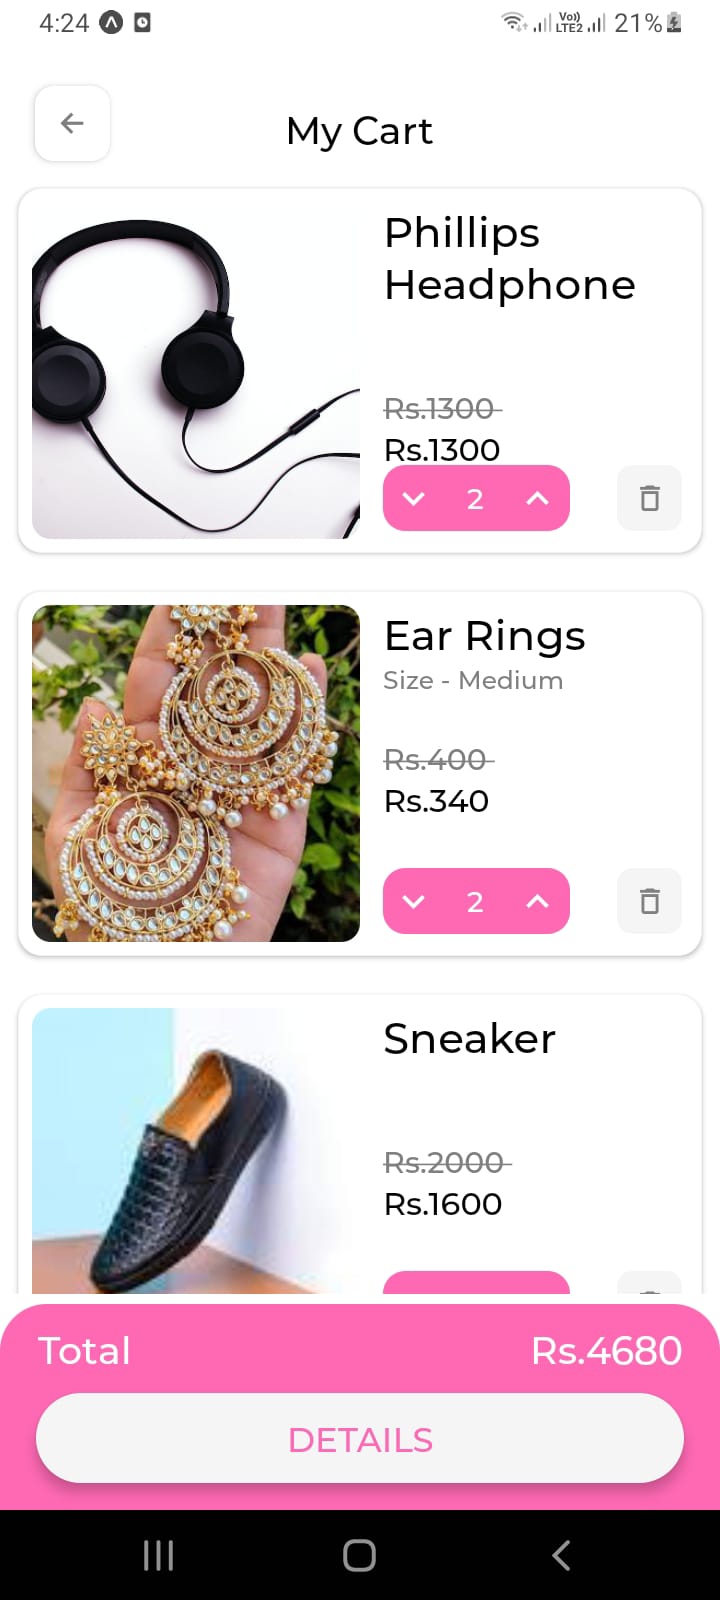 4:24
Vo)) LTE2 21%
My Cart
Phillips
Headphone
Rs.1300
Rs.1300
2
Ear Rings
Size - Medium
Rs.400
Rs.340
2
Sneaker
Rs.2000
Rs.1600
Total Rs.4680
DETAILS